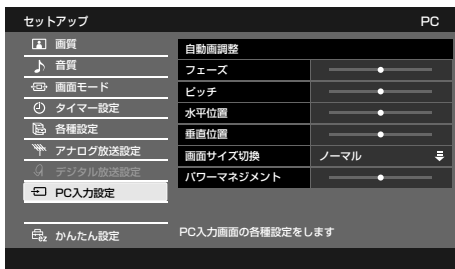 セットアップ PC
画質
音質
画面モード
タイマー設定
各種設定
アナログ放送設定
デジタル放送設定
PC入力設定
かんたん設定
自動画調整
フェーズ
ピッチ
水平位置
垂直位置
画面サイズ切換 ノーマル
パワーマネジメント
PC入力画面の各種設定をします